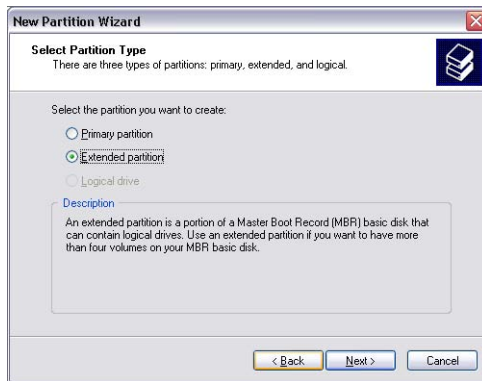 New Partition Wizard
Select Partition Type
There are three types of partitions: primary, extended, and logical.
Select the partition you want to create:
Primary partition
Extended partition
Logical drive
Description
An extended partition is a portion of a Master Boot Record (MBR) basic disk that
can contain logical drives. Use an extended partition if you want to have more
than four volumes on your MBR basic disk.
< Back Next > Cancel